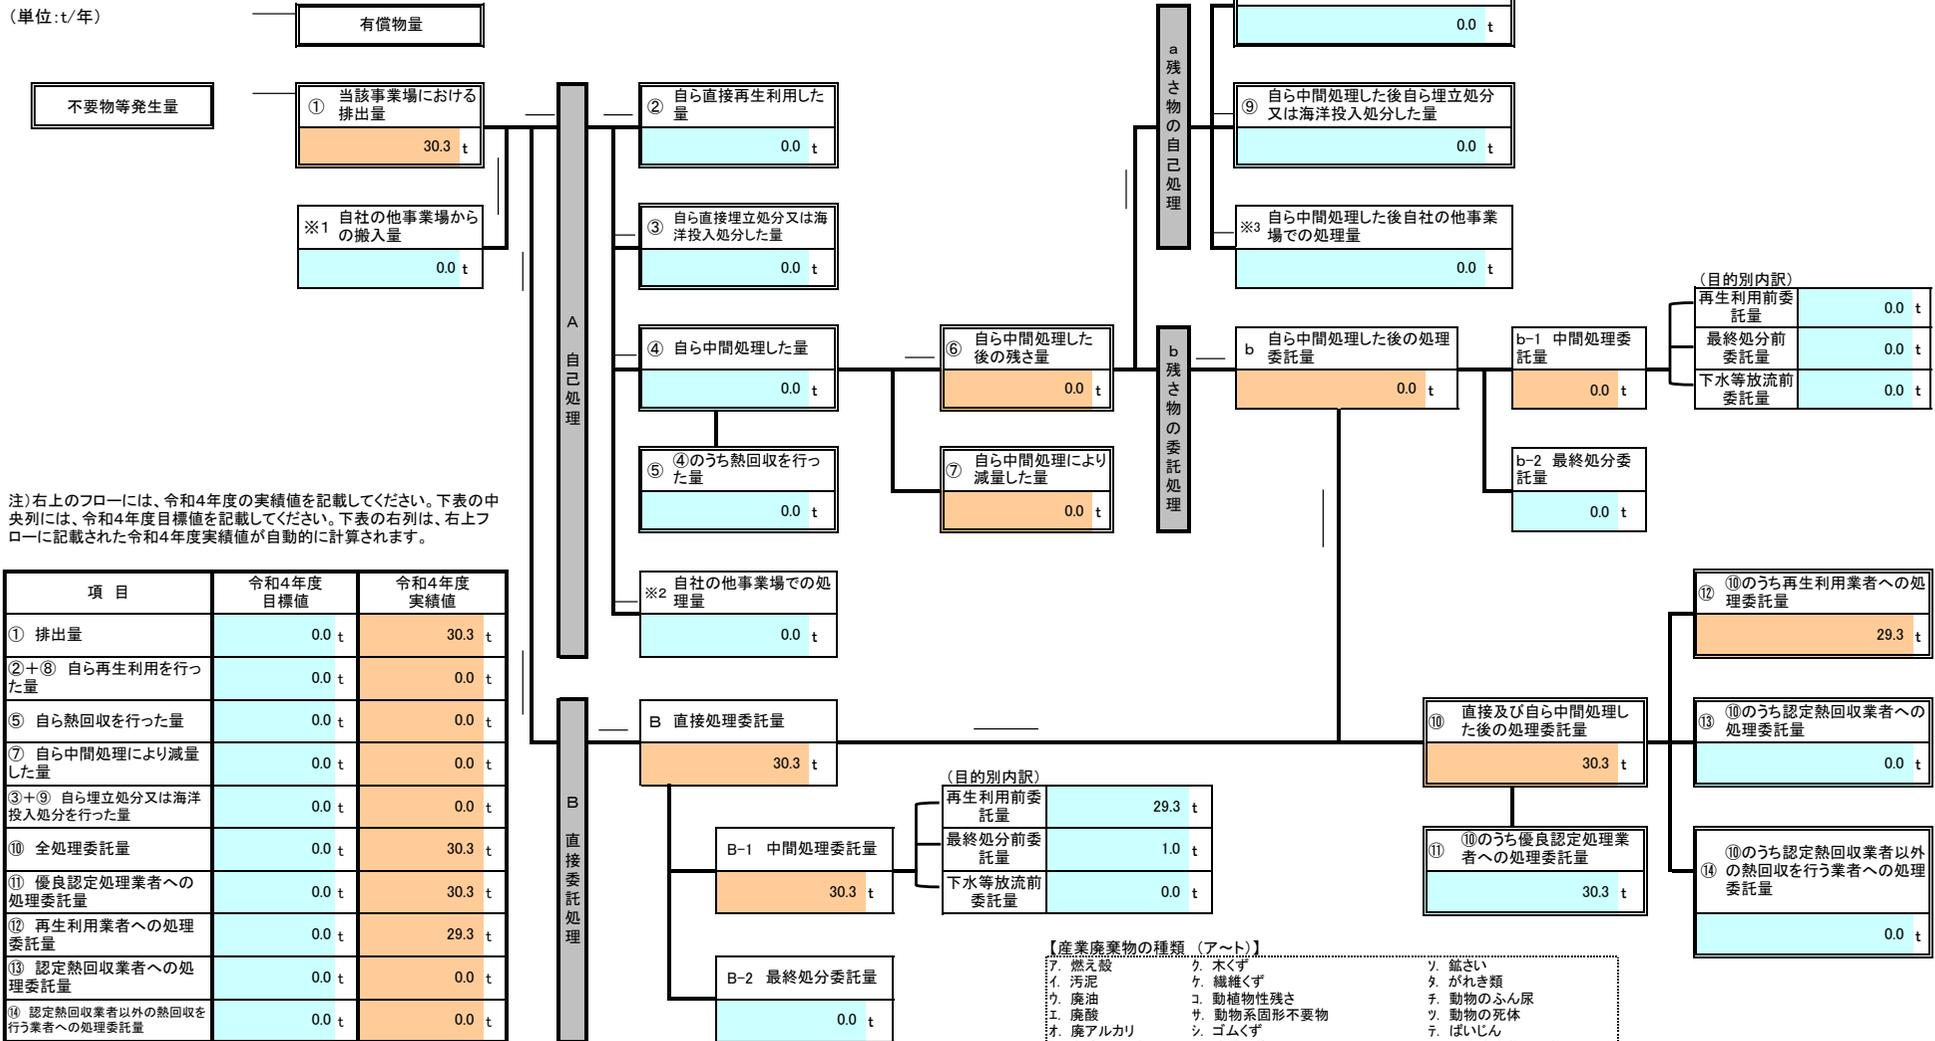 (単位:t/年)
有償物量
不要物等発生量
① 当該事業場における
排出量
30.3 t
※1 自社の他事業場から
の搬入量
0.0 t
A 自己処理
② 自ら直接再生利用した
量
0.0 t
③ 自ら直接埋立処分又は海
洋投入処分した量
0.0 t
④ 自ら中間処理した量
0.0 t
⑤ ④のうち熱回収を行っ
た量
0.0 t
※2 自社の他事業場での処
理量
0.0 t
⑥ 自ら中間処理した
後の残さ量
0.0 t
⑦ 自ら中間処理により
減量した量
0.0 t
a 残さ物の自己処理
0.0 t
⑨ 自ら中間処理した後自ら埋立処分
又は海洋投入処分した量
0.0 t
※3 自ら中間処理した後自社の他事業
場での処理量
0.0 t
b 残さ物の委託処理
b 自ら中間処理した後の処理
委託量
0.0 t
b-1 中間処理委
託量
0.0 t
(目的別内訳)
再生利用前委
託量
0.0 t
最終処分前
委託量
0.0 t
下水等放流前
委託量
0.0 t
b-2 最終処分委
託量
0.0 t
注)右上のフローには、令和4年度の実績値を記載してください。下表の中
央列には、令和4年度目標値を記載してください。下表の右列は、右上フ
ローに記載された令和4年度実績値が自動的に計算されます。
項 目 令和4年度
目標値 令和4年度
実績値
① 排出量 0.0 t 30.3 t
②+⑧ 自ら再生利用を行っ
た量 0.0 t 0.0 t
⑤ 自ら熱回収を行った量 0.0 t 0.0 t
⑦ 自ら中間処理により減量
した量 0.0 t 0.0 t
③+⑨ 自ら埋立処分又は海洋
投入処分を行った量 0.0 t 0.0 t
⑩ 全処理委託量 0.0 t 30.3 t
⑪ 優良認定処理業者への
処理委託量 0.0 t 30.3 t
⑫ 再生利用業者への処理
委託量 0.0 t 29.3 t
⑬ 認定熱回収業者への処
理委託量 0.0 t 0.0 t
⑭ 認定熱回収業者以外の熱回収を
行う業者への処理委託量 0.0 t 0.0 t
B 直接委託処理
B 直接処理委託量
30.3 t
B-1 中間処理委託量
30.3 t
(目的別内訳)
再生利用前委
託量
29.3 t
最終処分前委
託量
1.0 t
下水等放流前
委託量
0.0 t
B-2 最終処分委託量
0.0 t
⑩ 直接及び自ら中間処理し
た後の処理委託量
30.3 t
⑪ ⑩のうち優良認定処理業
者への処理委託量
30.3 t
⑫ ⑩のうち再生利用業者への処
理委託量
29.3 t
⑬ ⑩のうち認定熱回収業者への
処理委託量
0.0 t
⑭ ⑩のうち認定熱回収業者以外
の熱回収を行う業者への処理
委託量
0.0 t
【産業廃棄物の種類 (ア~ト)】
ア. 燃え殻 ク. 木くず ソ. 鉱さい
イ. 汚泥 ケ. 繊維くず タ. がれき類
ウ. 廃油 コ. 動植物性残さ チ. 動物のふん尿
エ. 廃酸 サ. 動物系固形不要物 ツ. 動物の死体
オ. 廃アルカリ シ. ゴムくず テ. ばいじん